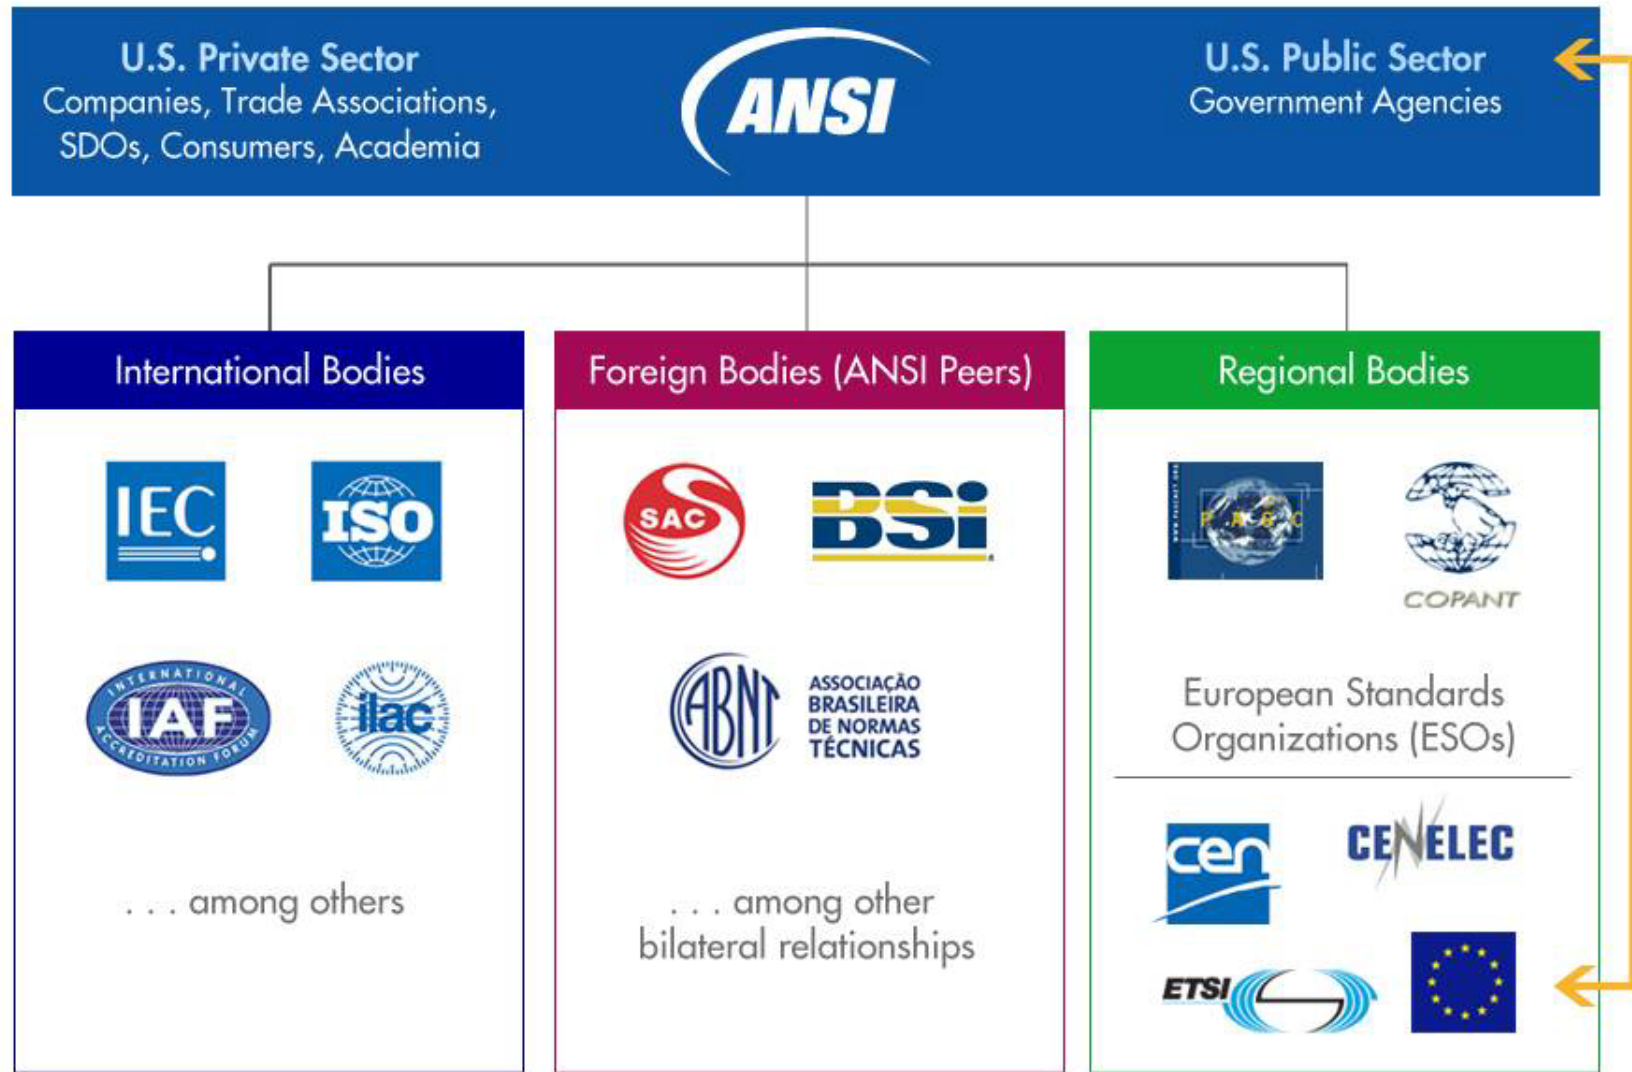 U.S. Private Sector
Companies, Trade Associations,
SDOs, Consumers, Academia
ANSI
U.S. Public Sector
Government Agencies
International Bodies
IEC
ISO
INTERNATIONAL
IAF
ACCREDITATION FORUM
ilac
. . . among others
Foreign Bodies (ANSI Peers)
SAC
BSi
ABNT
ASSOCIAÇÃO
BRASILEIRA
DE NORMAS
TÉCNICAS
. . . among other
bilateral relationships
Regional Bodies
PASC
COPANT
European Standards
Organizations (ESOs)
cen
CENELEC
ETSI